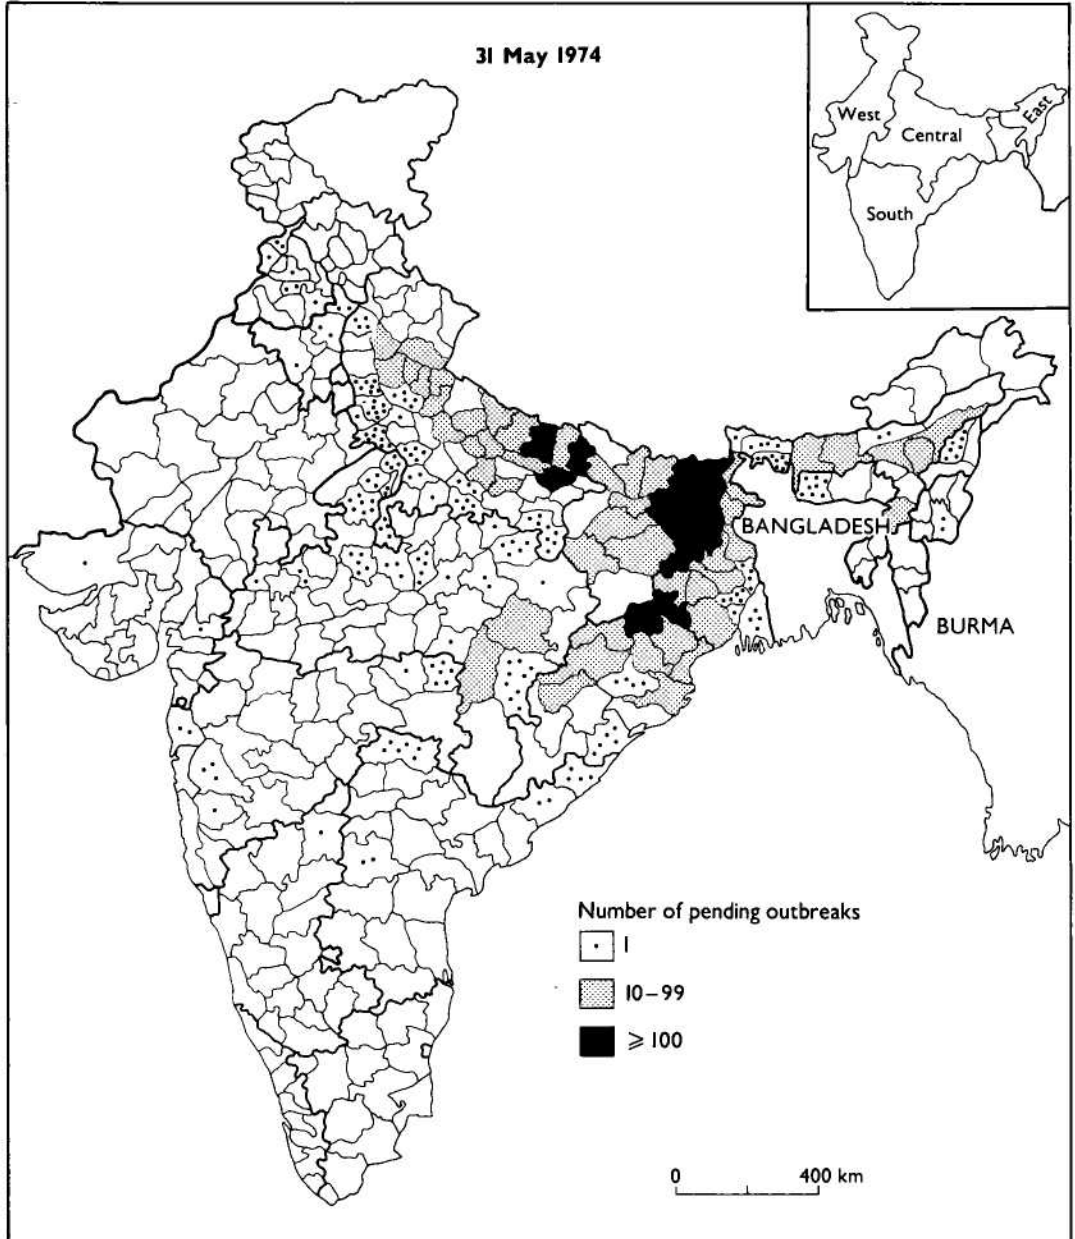 31 May 1974
West
Central
East
South
BANGLADESH
BURMA
Number of pending outbreaks
1
10–99
⩾ 100
0 400 km